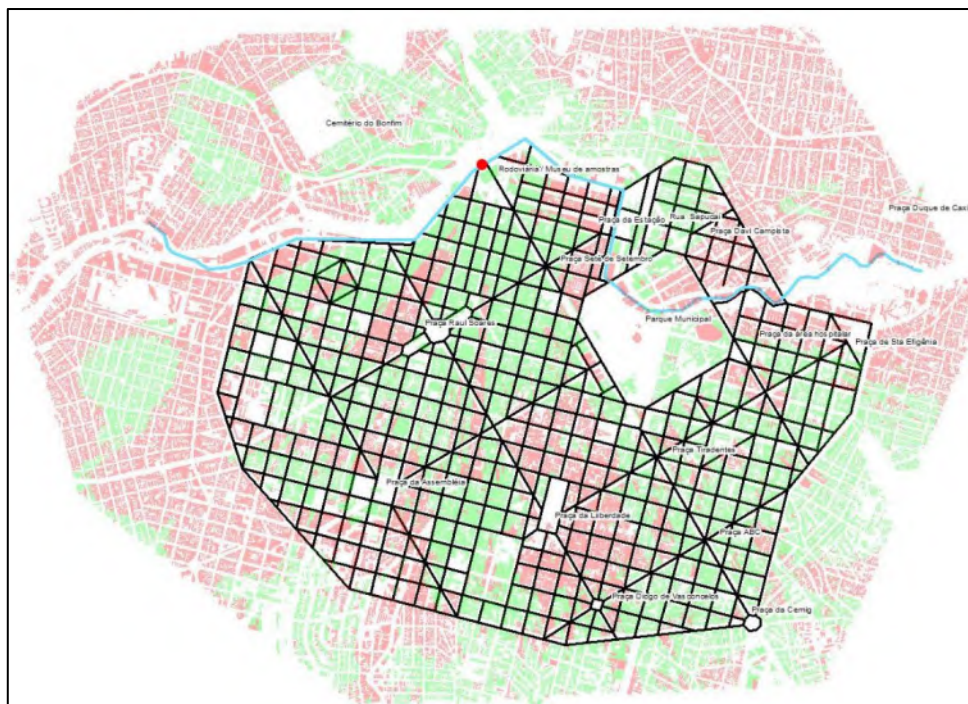 Cemitério do Bonfim
Rodoviária / Museu de amostras
Praça Duque de Caxi
Praça da Estação
Rua Sapucaí
Praça Davi Campista
Praça Sete de Setembro
Parque Municipal
Praça Raul Soares
Praça da área hospitalar
Praça de Sta Efigênia
Praça Tiradentes
Praça da Assembléia
Praça da Liberdade
Praça ABC
Praça Diogo de Vasconcelos
Praça da Cemig